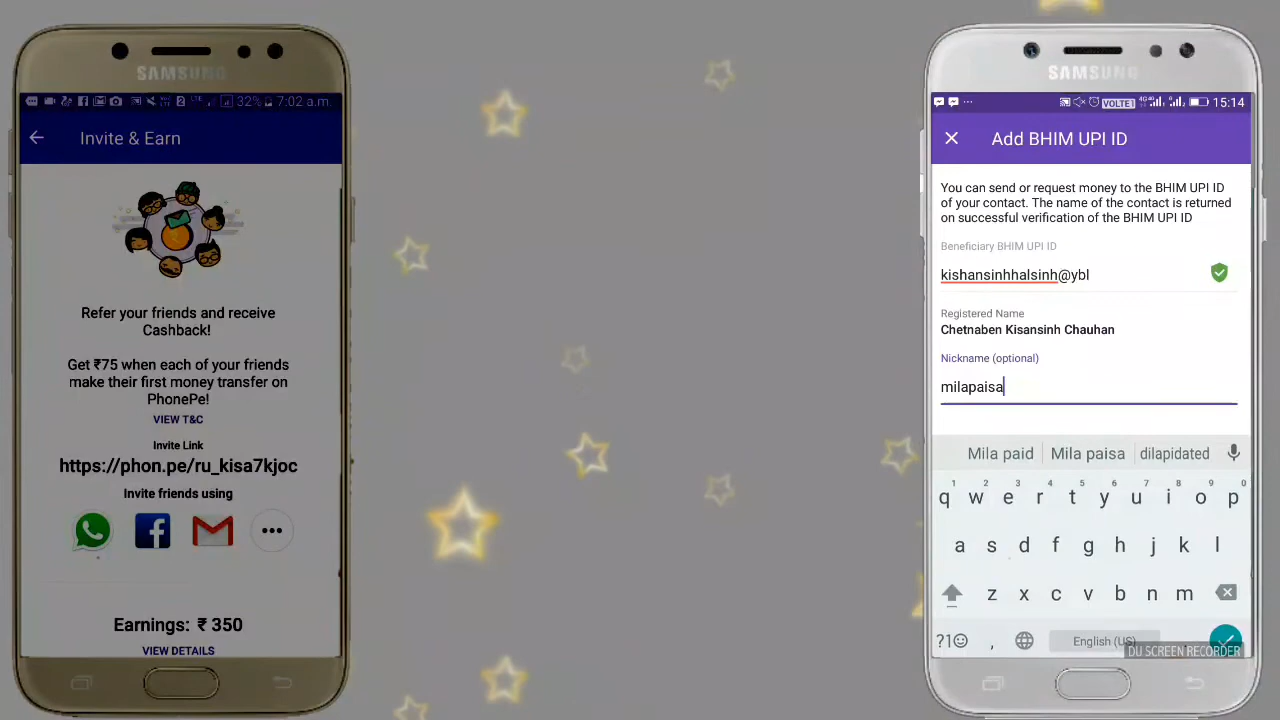 SAMSUNG
32% 7:02 a.m.
Invite & Earn
Refer your friends and receive
Cashback!
Get ₹75 when each of your friends
make their first money transfer on
PhonePe!
VIEW T&C
Invite Link
https://phon.pe/ru_kisa7kjoc
Invite friends using
Earnings: ₹ 350
VIEW DETAILS
SAMSUNG
VOLTE1 15:14
Add BHIM UPI ID
You can send or request money to the BHIM UPI ID
of your contact. The name of the contact is returned
on successful verification of the BHIM UPI ID
Beneficiary BHIM UPI ID
kishansinhhalsinh@ybl
Registered Name
Chetnaben Kisansinh Chauhan
Nickname (optional)
milapaisa
Mila paid Mila paisa dilapidated
1 2 3 4 5 6 7 8 9 0
q w e r t y u i o p
a s d f g h j k l
z x c v b n m
?1☺ , English (US)
DU SCREEN RECORDER